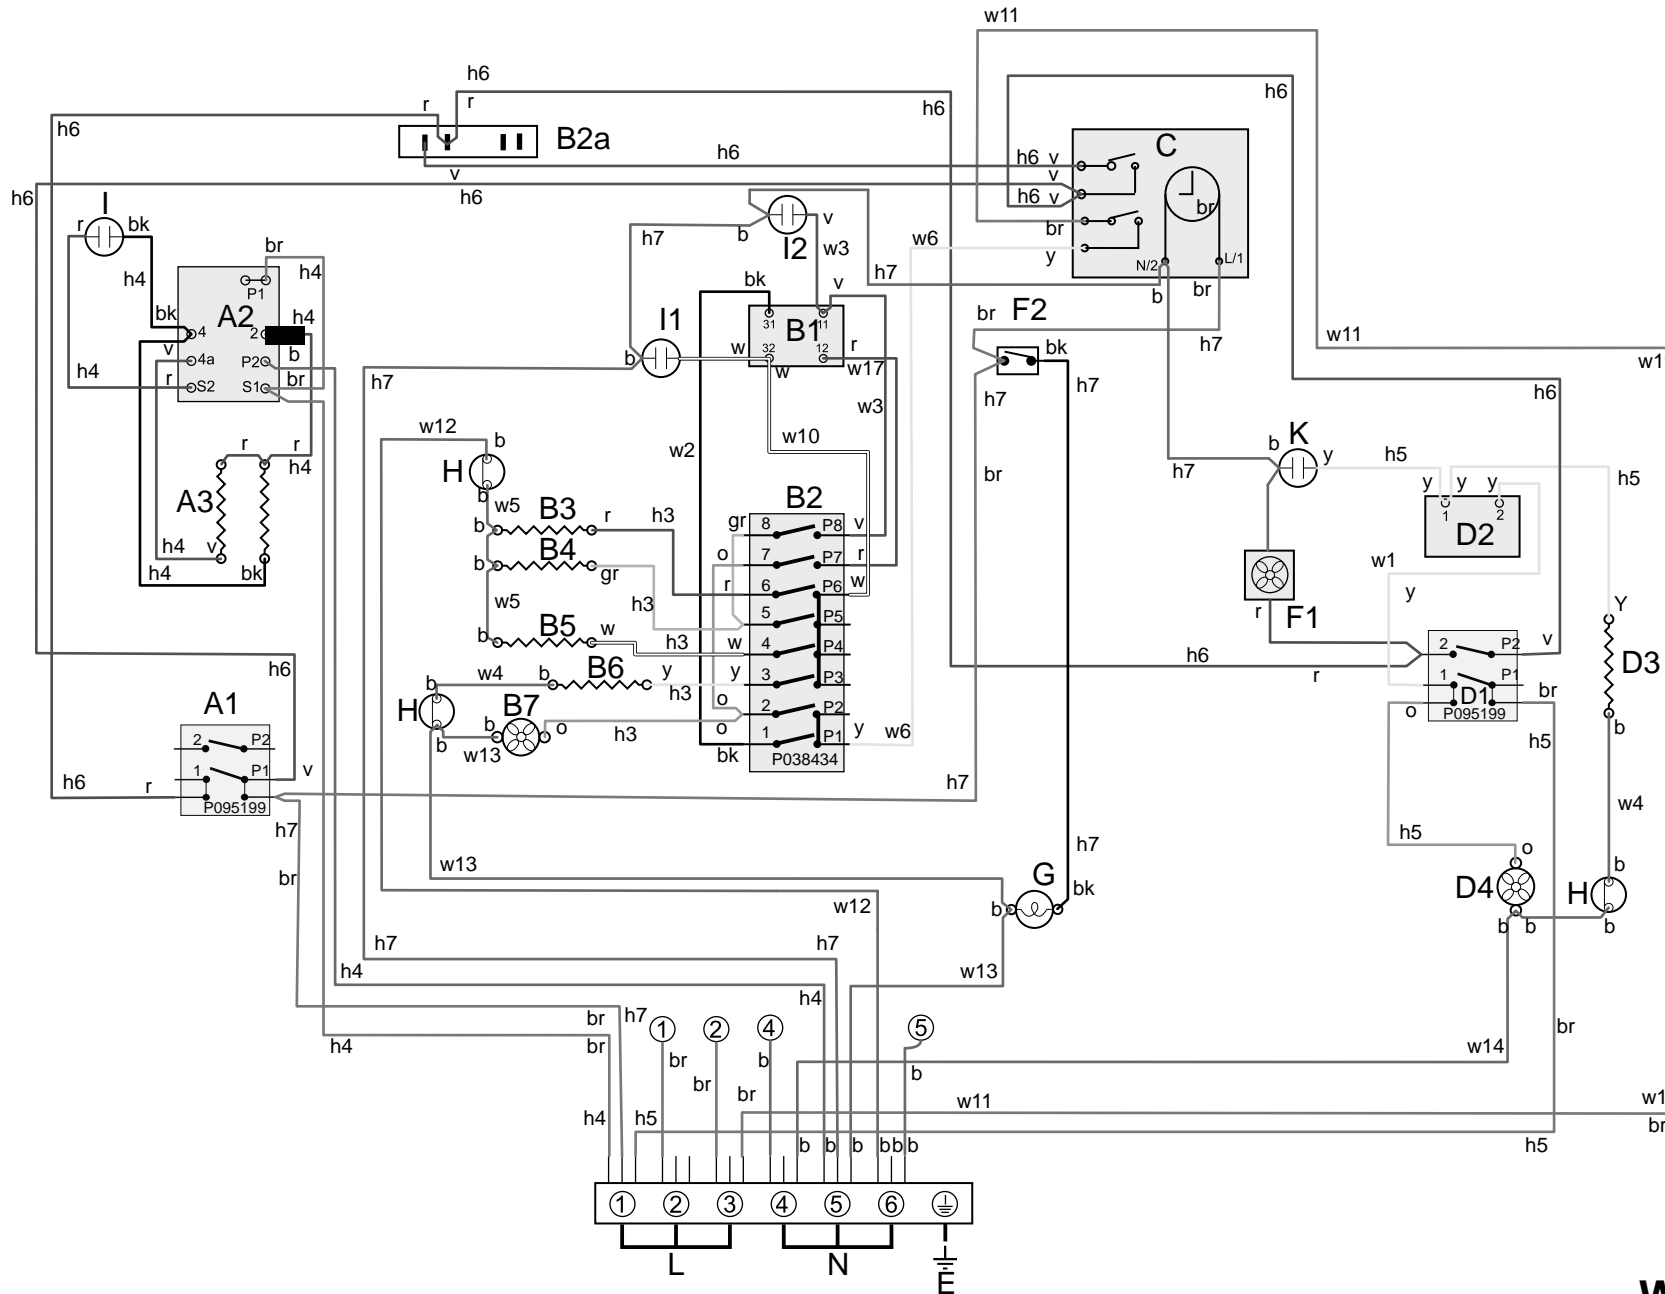 w11
h6
r r
h6
h6
h6
B2a
C
h6
h6 v
v
v
h6
h6
h6 v
br
br
I
r bk
h7
b
I2
v
w3
w6
y
N/2
L/1
br
h4
h4
P1
A2
h4
bk
4
2
b
v
4a
P2
r
S2
S1
br
h4
h7
b
br
bk
v
31
11
B1
32
12
w
w
r
w17
I1
b
h7
w3
br
F2
bk
h7
h7
h7
w11
w1
h6
r
r
h4
A3
h4
v
h4
bk
w12
b
H
b
w5
b
B3
r
h3
b
B4
gr
w5
h3
b
B5
w
h3
w4
b
b
B6
y
h3
H
b
b
w13
B7
o
h3
w2
w10
B2
gr
8
P8
v
o
7
P7
r
r
6
P6
w
5
P5
w
4
P4
y
3
P3
o
2
P2
o
1
P1
y
w6
bk
P038434
br
K
b
y
h5
h7
y
y
y
1
2
D2
h5
F1
r
w1
y
Y
D3
h6
r
2
P2
v
1
P1
D1
br
o
P095199
h5
b
A1
h6
2
P2
1
P1
v
h6
r
P095199
h7
br
h7
w13
w12
G
b
bk
h7
h5
o
D4
b
b
w4
b
H
b
h7
h7
h4
h4
w13
br
h7
br
h4
1
2
4
5
br
br
b
b
br
w14
br
w11
w1
br
h4
h5
b
b
b
b
b
b
h5
1
2
3
4
5
6
L
N
E
W